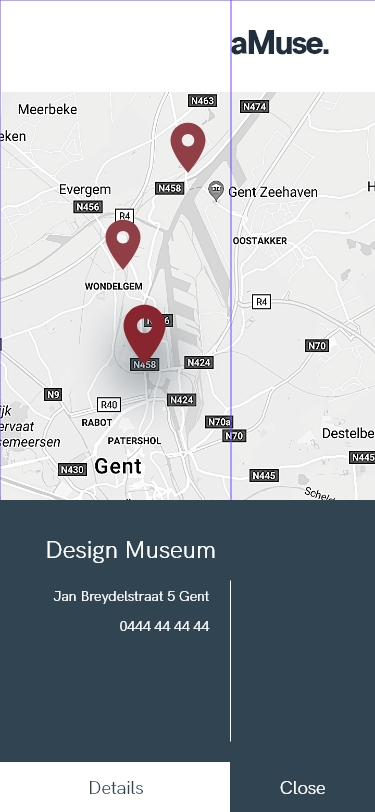 aMuse.
N463
N474
Meerbeke
eken
Evergem
N458
Gent Zeehaven
H
N456
R4
OOSTAKKER
WONDELGEM
R4
N458
N424
N70
N9
R40
N424
ijk
ervaat
semeersen
RABOT
N70a
N70
Destelbe
PATERSHOL
N430
Gent
N445
N445
Schel
Design Museum
Jan Breydelstraat 5 Gent
0444 44 44 44
Details
Close